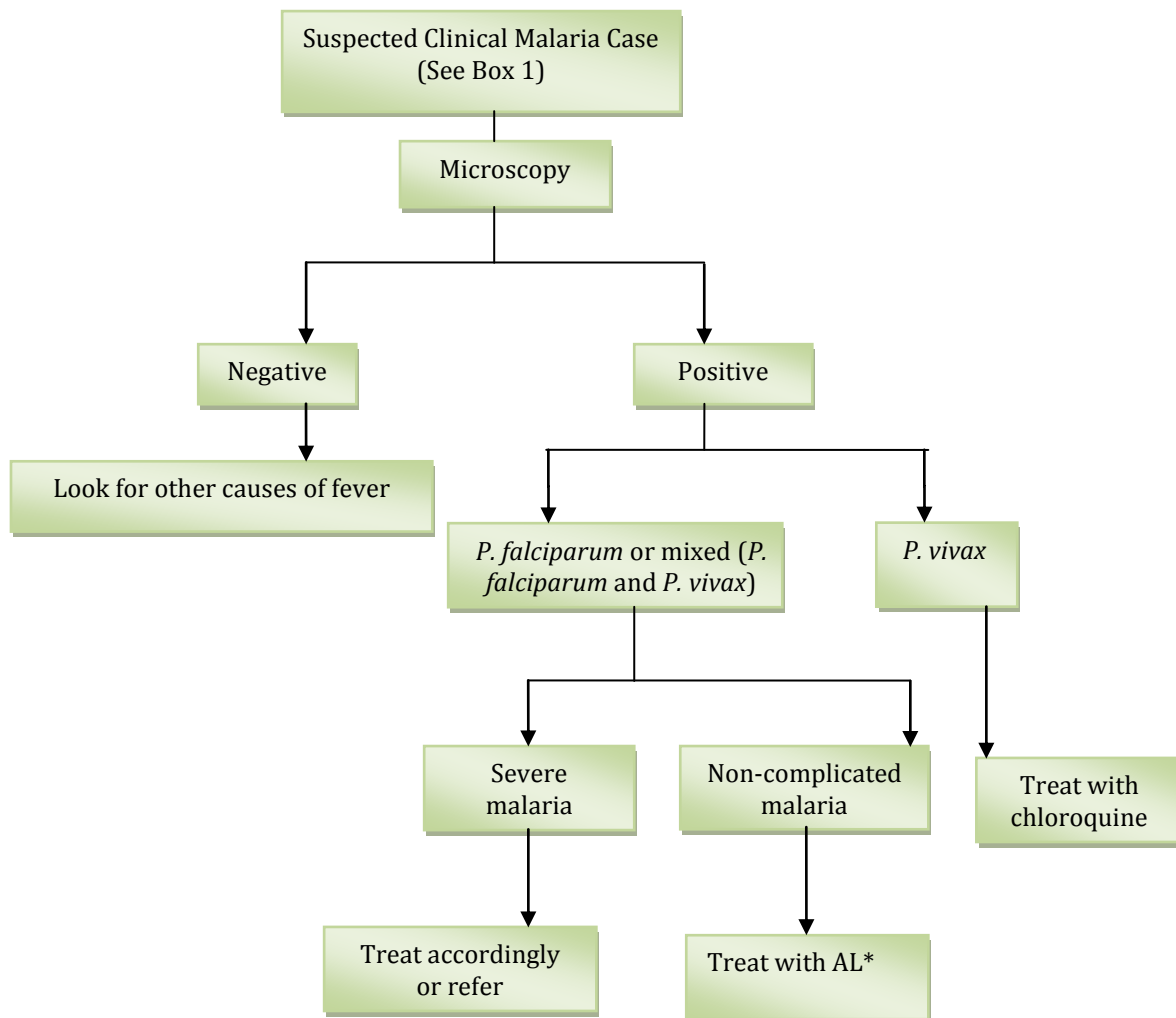 Suspected Clinical Malaria Case
(See Box 1)
Microscopy
Negative
Positive
Look for other causes of fever
P. falciparum or mixed (P.
falciparum and P. vivax)
P. vivax
Severe
malaria
Non-complicated
malaria
Treat with
chloroquine
Treat accordingly
or refer
Treat with AL*